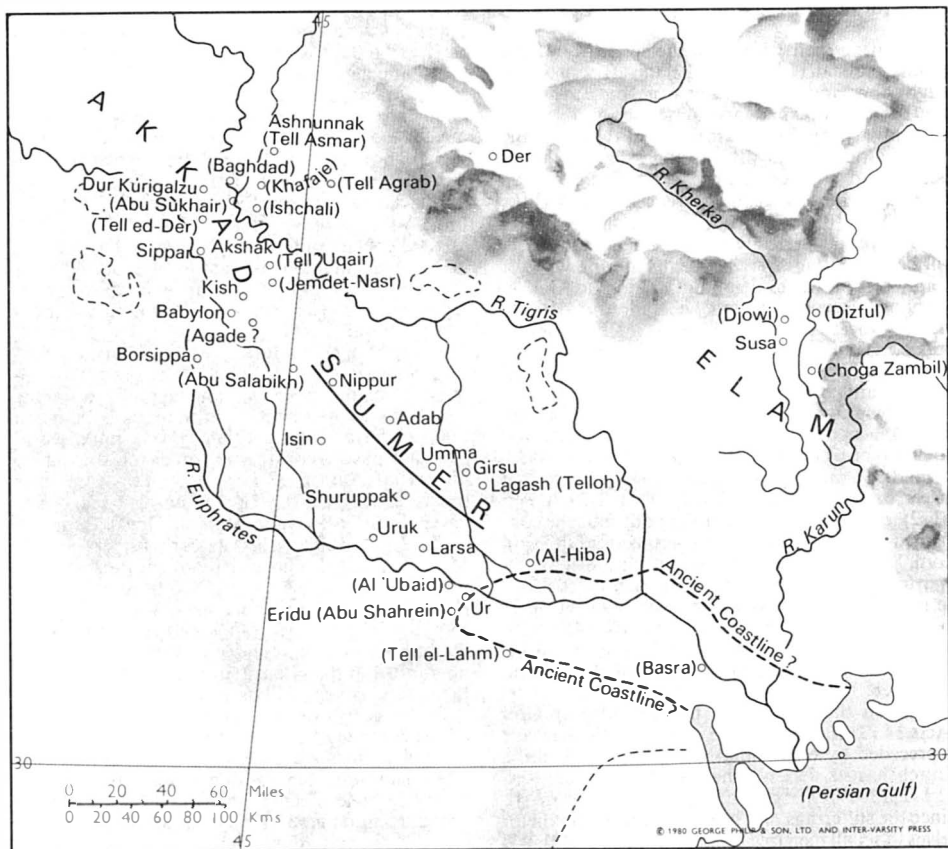 45
AKKAD
Ashnunnak
(Tell Asmar)
(Baghdad)
Der
Dur Kurigalzu
(Khafaje)
(Tell Agrab)
(Abu Sukhair)
(Ishchali)
(Tell ed-Der)
Akshak
Sippar
(Tell 'Uqair)
(Jemdet-Nasr)
Kish
Babylon
(Agade ?
Borsippa
(Abu Salabikh)
R. Kherka
R. Tigris
(Djowi)
(Dizful)
Susa
(Choga Zambil)
ELAM
SUMER
Nippur
Adab
Isin
Umma
Girsu
Lagash (Telloh)
Shuruppak
R. Euphrates
Uruk
Larsa
R. Karun
(Al-Hiba)
(Al 'Ubaid)
Ur
Eridu (Abu Shahrein)
Ancient Coastline ?
(Tell el-Lahm)
(Basra)
Ancient Coastline ?
30
30
(Persian Gulf)
0 20 40 60 Miles
0 20 40 60 80 100 Kms
45
© 1980 GEORGE PHILIP & SON, LTD AND INTER-VARSITY PRESS